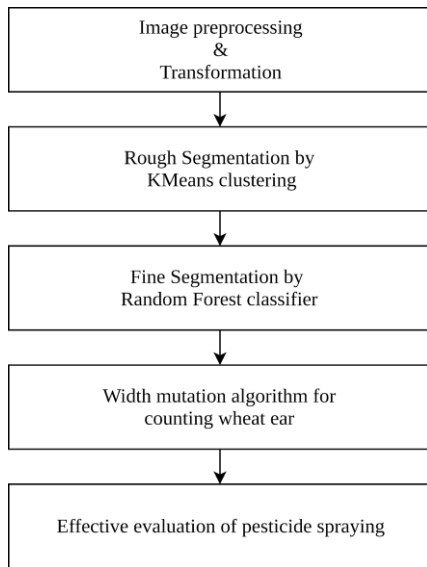 Image preprocessing
&
Transformation
Rough Segmentation by
KMeans clustering
Fine Segmentation by
Random Forest classifier
Width mutation algorithm for
counting wheat ear
Effective evaluation of pesticide spraying